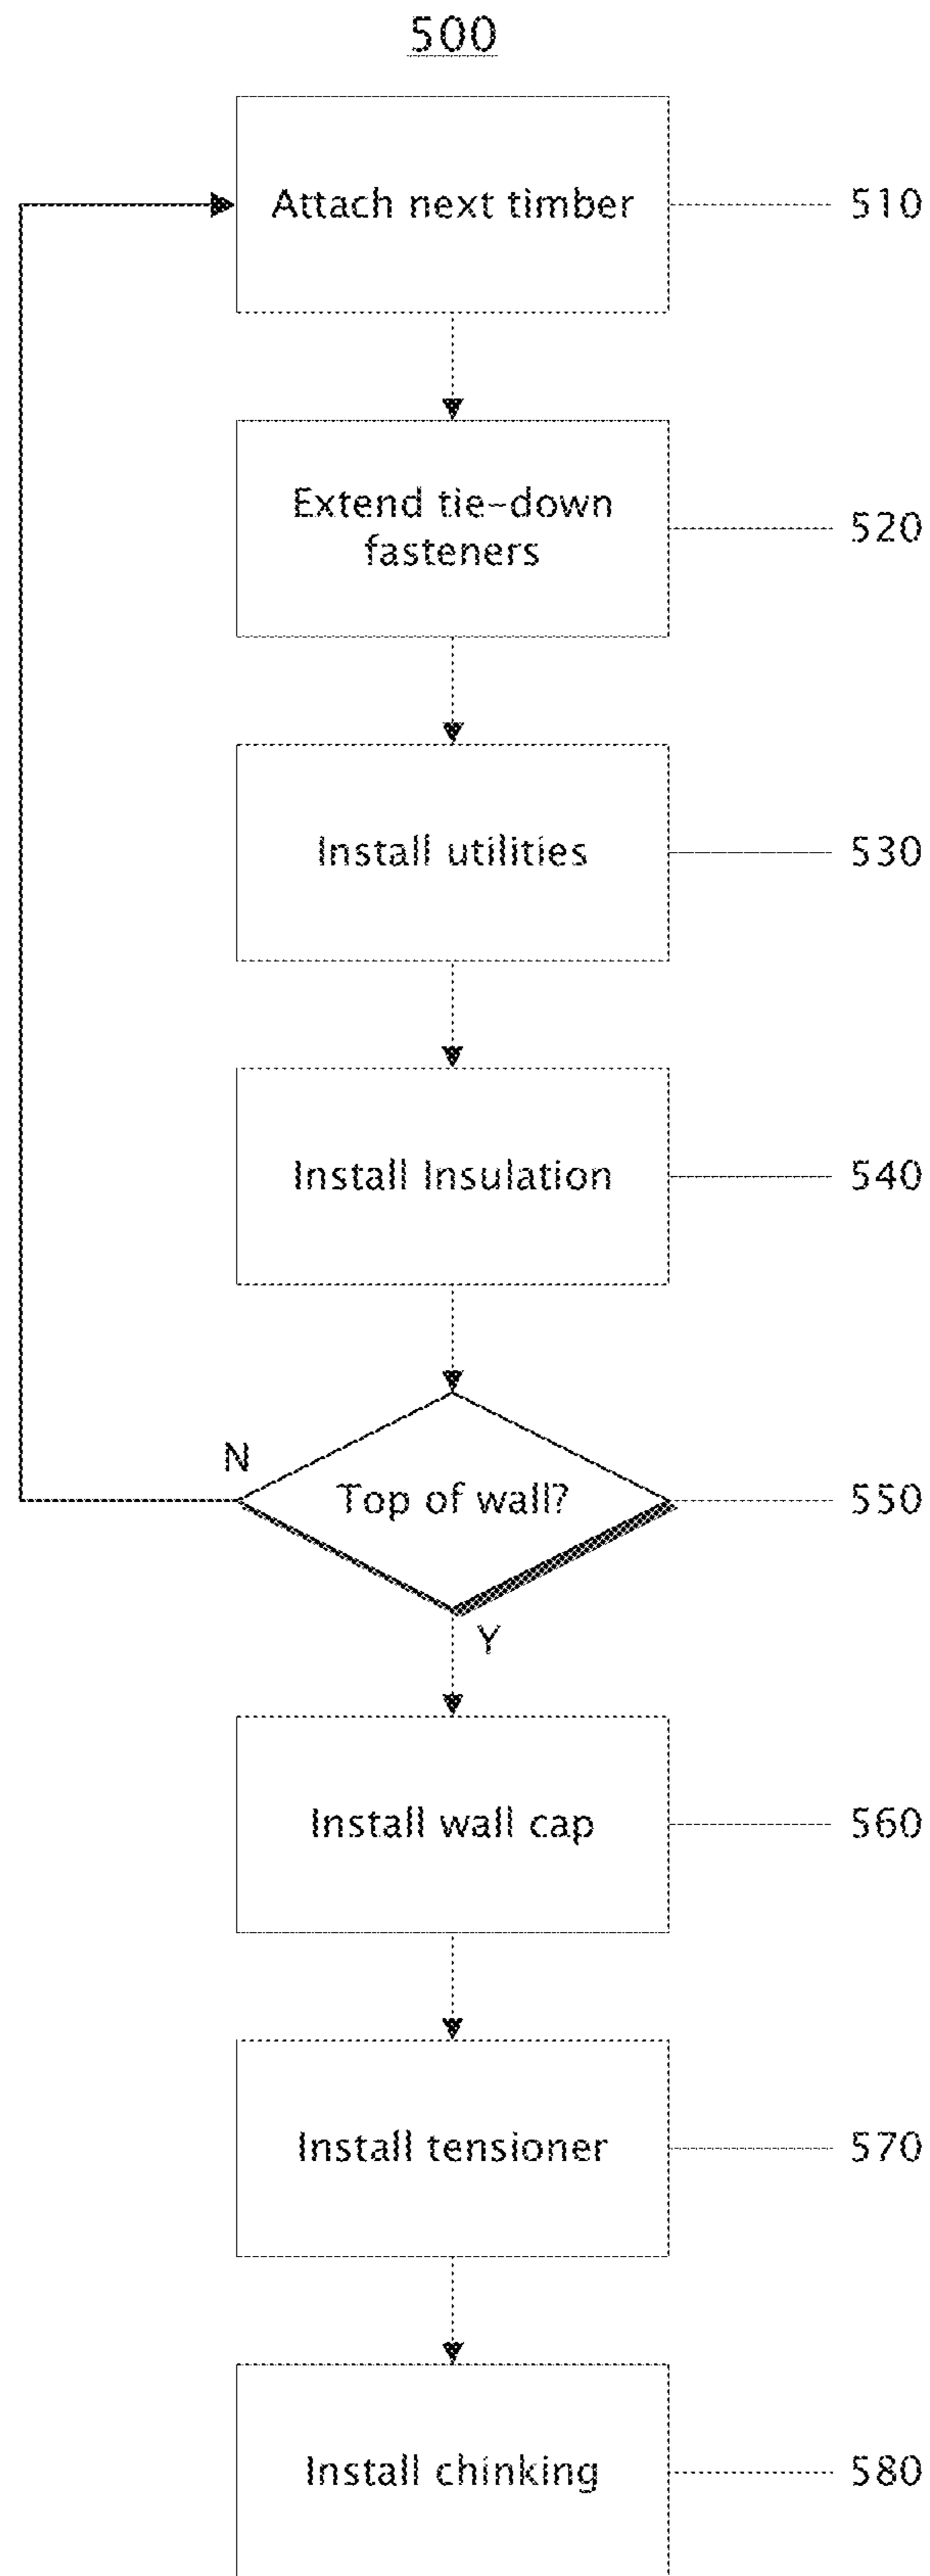 500
Attach next timber 510
Extend tie-down
fasteners
520
Install utilities 530
Install Insulation 540
N
Top of wall? 550
Y
Install wall cap 560
Install tensioner 570
Install chinking 580